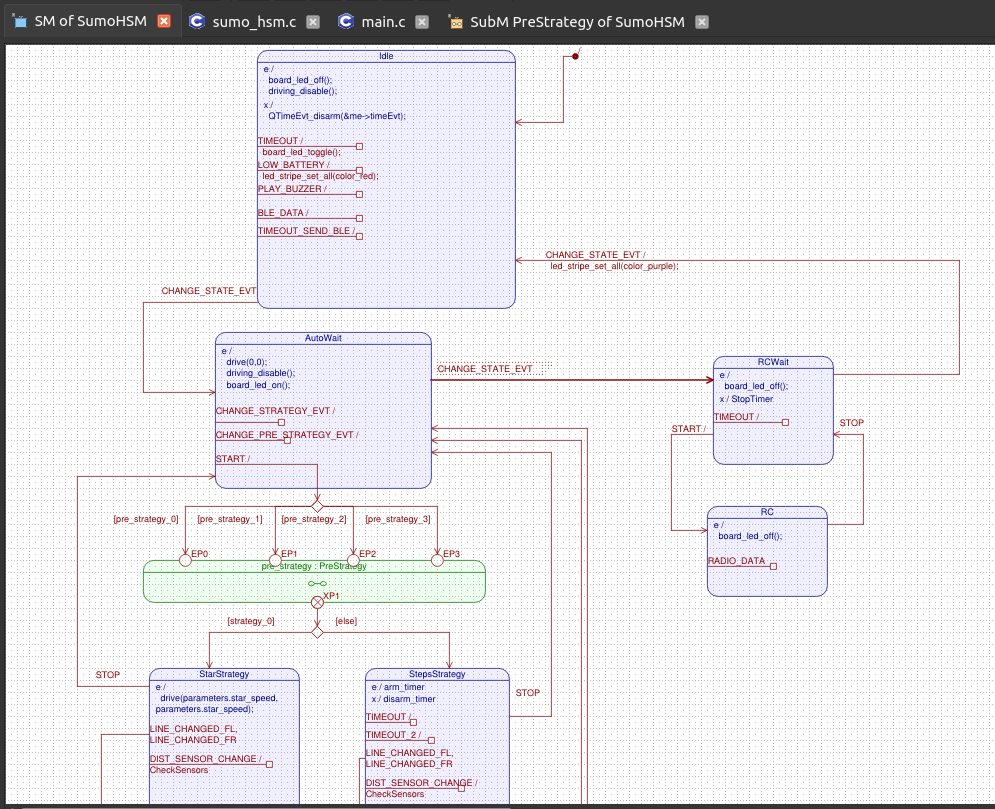 SM of SumoHSM
sumo_hsm.c
main.c
SubM PreStrategy of SumoHSM
Idle
e /
board_led_off();
driving_disable();
x /
QTimeEvt_disarm(&me->timeEvt);
TIMEOUT /
board_led_toggle();
LOW_BATTERY /
led_stripe_set_all(color_red);
PLAY_BUZZER /
BLE_DATA /
TIMEOUT_SEND_BLE /
CHANGE_STATE_EVT /
led_stripe_set_all(color_purple);
CHANGE_STATE_EVT
AutoWait
e /
drive(0,0);
driving_disable();
board_led_on();
CHANGE_STRATEGY_EVT /
CHANGE_PRE_STRATEGY_EVT /
START /
CHANGE_STATE_EVT
RCWait
e /
board_led_off();
x / StopTimer
TIMEOUT /
START /
STOP
RC
e /
board_led_off();
RADIO_DATA
[pre_strategy_0]
[pre_strategy_1]
[pre_strategy_2]
[pre_strategy_3]
EP0
EP1
EP2
EP3
pre_strategy : PreStrategy
XP1
[strategy_0]
[else]
STOP
StarStrategy
e /
drive(parameters.star_speed,
parameters.star_speed);
LINE_CHANGED_FL,
LINE_CHANGED_FR
DIST_SENSOR_CHANGE /
CheckSensors
StepsStrategy
e / arm_timer
x / disarm_timer
TIMEOUT /
TIMEOUT_2 /
LINE_CHANGED_FL,
LINE_CHANGED_FR
DIST_SENSOR_CHANGE /
CheckSensors
STOP